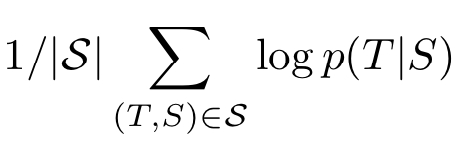 1/|𝒮| ∑ log p(T|S)
(T,S)∈𝒮